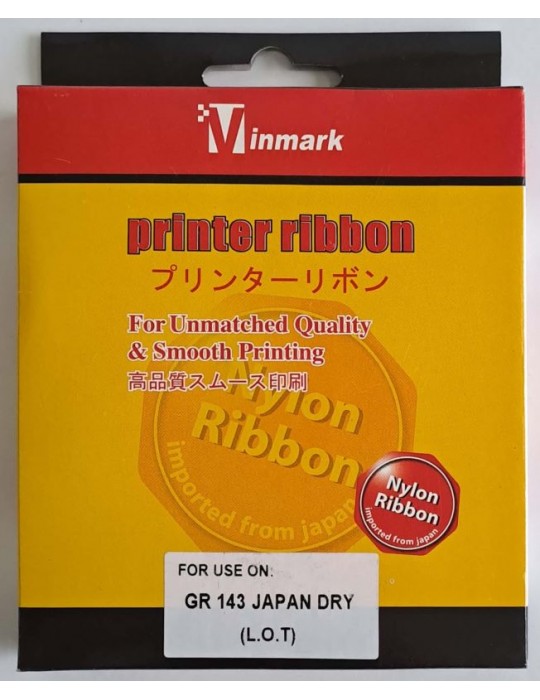 Vinmark
printer ribbon
プリンターリボン
For Unmatched Quality
& Smooth Printing
高品質スムース印刷
Nylon
Ribbon
imported from japan
Nylon
Ribbon
imported from japan
FOR USE ON:
GR 143 JAPAN DRY
(L.O.T)